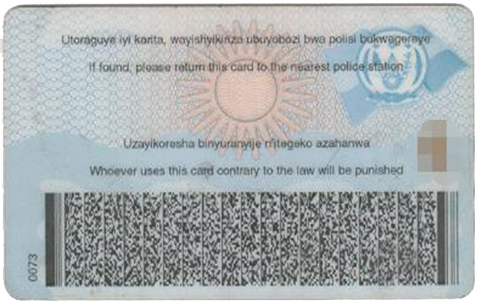 Utoraguye iyi karita, wayishyikiriza ubuyobozi bwa polisi bukwegereye
If found, please return this card to the nearest police station
Uzayikoresha binyuranyije n'itegeko azahanwa
Whoever uses this card contrary to the law will be punished
0073